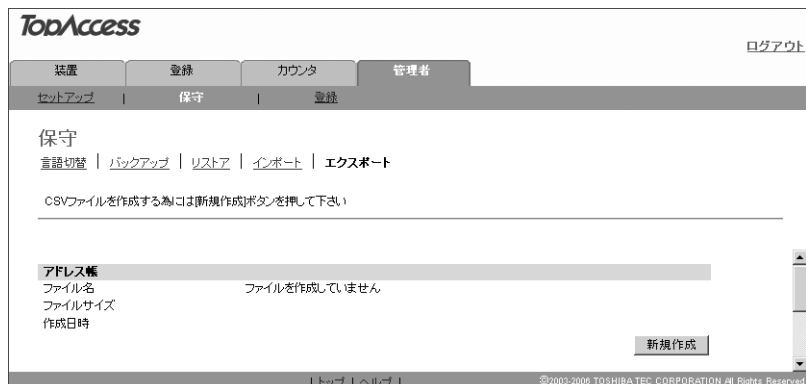 TopAccess
ログアウト
装置 登録 カウンタ 管理者
セットアップ | 保守 | 登録
保守
言語切替 | バックアップ | リストア | インポート | エクスポート
CSVファイルを作成する為には[新規作成]ボタンを押して下さい
アドレス帳
ファイル名 ファイルを作成していません
ファイルサイズ
作成日時
新規作成
| トップ | ヘルプ | ©2003-2006 TOSHIBA TEC CORPORATION All Rights Reserved